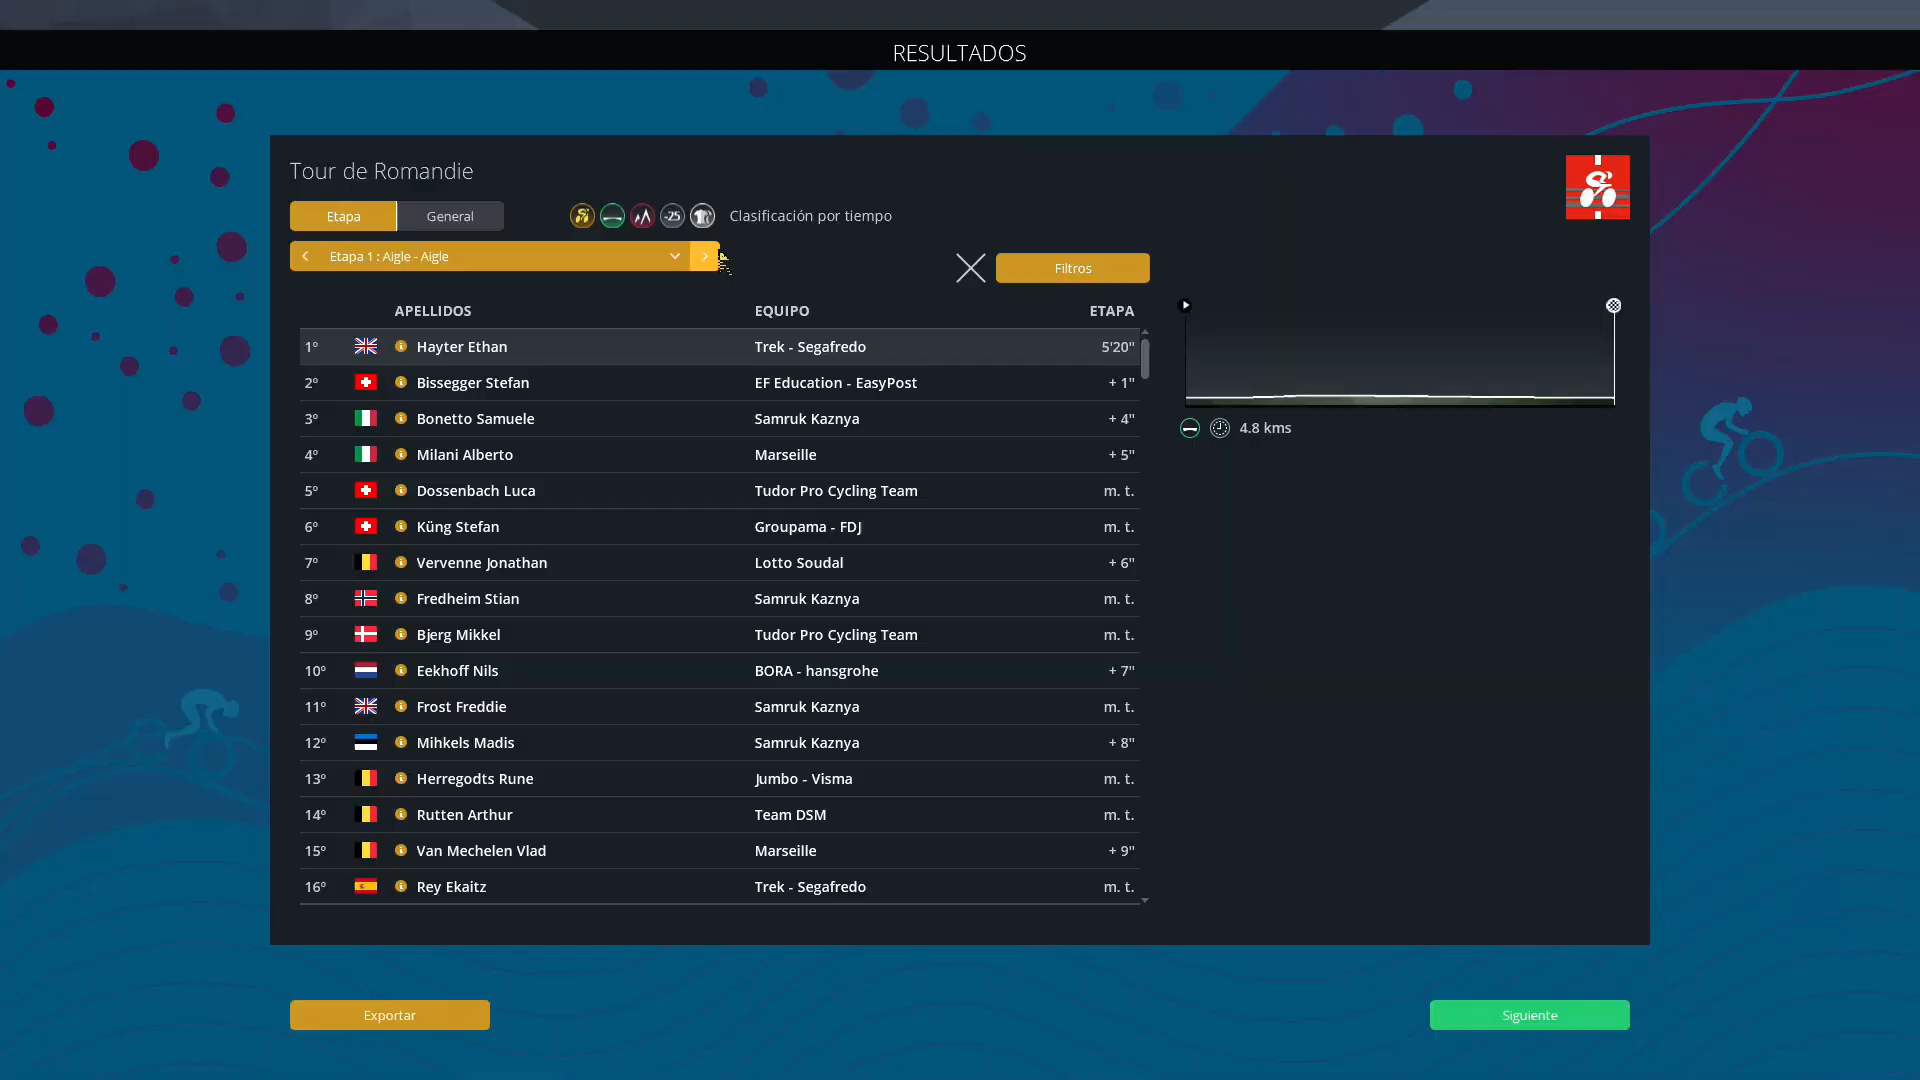 RESULTADOS
Tour de Romandie
Etapa General -25 Clasificación por tiempo
Etapa 1 : Aigle - Aigle
Filtros
APELLIDOS EQUIPO ETAPA
1º Hayter Ethan Trek - Segafredo 5'20"
2º Bissegger Stefan EF Education - EasyPost + 1"
3º Bonetto Samuele Samruk Kaznya + 4"
4º Milani Alberto Marseille + 5"
5º Dossenbach Luca Tudor Pro Cycling Team m. t.
6º Küng Stefan Groupama - FDJ m. t.
7º Vervenne Jonathan Lotto Soudal + 6"
8º Fredheim Stian Samruk Kaznya m. t.
9º Bjerg Mikkel Tudor Pro Cycling Team m. t.
10º Eekhoff Nils BORA - hansgrohe + 7"
11º Frost Freddie Samruk Kaznya m. t.
12º Mihkels Madis Samruk Kaznya + 8"
13º Herregodts Rune Jumbo - Visma m. t.
14º Rutten Arthur Team DSM m. t.
15º Van Mechelen Vlad Marseille + 9"
16º Rey Ekaitz Trek - Segafredo m. t.
4.8 kms
Exportar
Siguiente